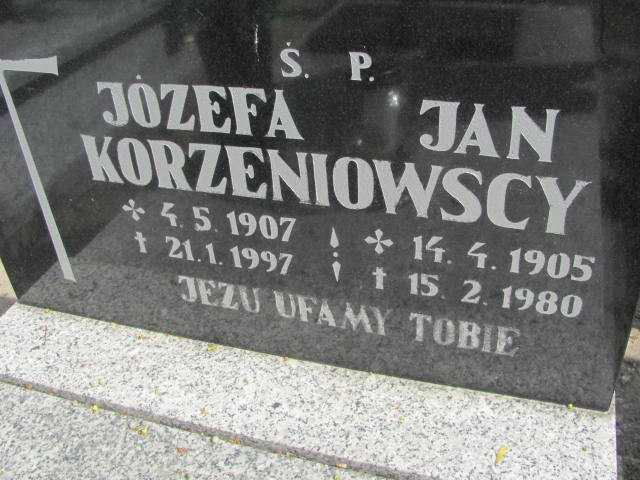 Ś. P.
JÓZEFA JAN
KORZENIOWSCY
* 4. 5. 1907 * 14. 4. 1905
† 21. 1. 1997 † 15. 2. 1980
JEZU UFAMY TOBIE